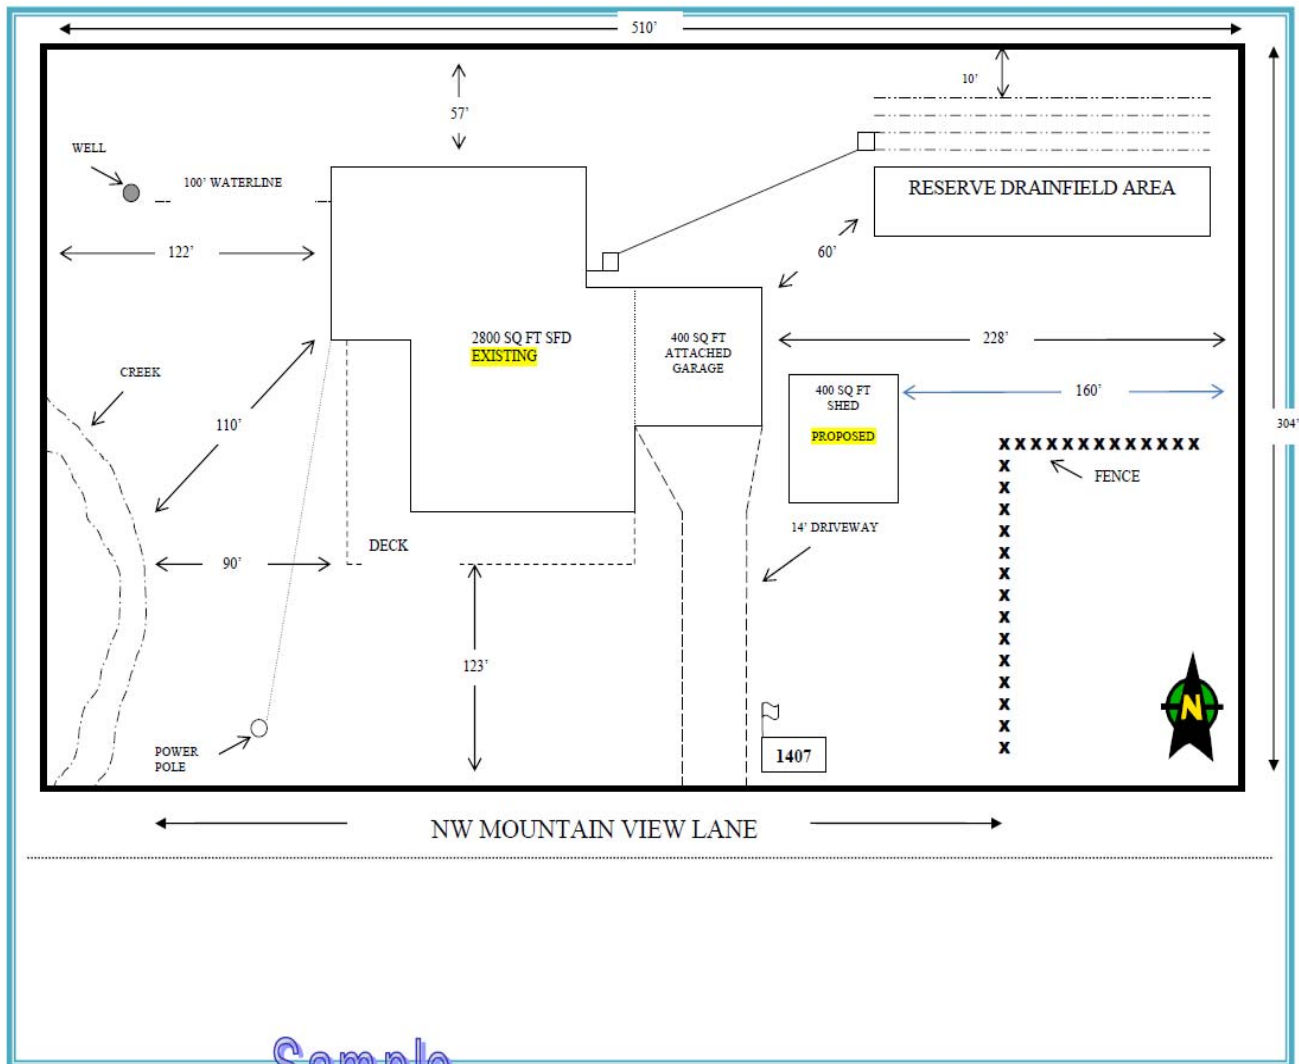 510’
10’
57’
WELL
100’ WATERLINE
RESERVE DRAINFIELD AREA
122’
60’
2800 SQ FT SFD
EXISTING
400 SQ FT
ATTACHED
GARAGE
228’
CREEK
400 SQ FT
SHED
PROPOSED
160’
110’
304’
X X X X X X X X X X X X X
X
X
X
X
X
X
X
X
X
X
X
X
X
X
FENCE
14’ DRIVEWAY
DECK
90’
123’
N
POWER
POLE
1407
NW MOUNTAIN VIEW LANE
Sample